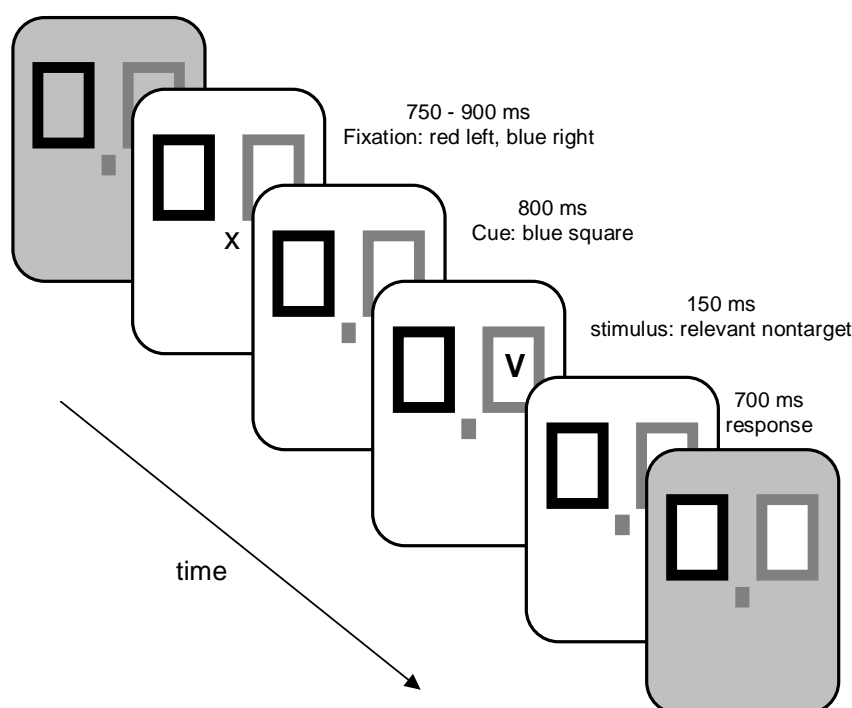 750 - 900 ms
Fixation: red left, blue right
x
800 ms
Cue: blue square
150 ms
stimulus: relevant nontarget
V
700 ms
response
time